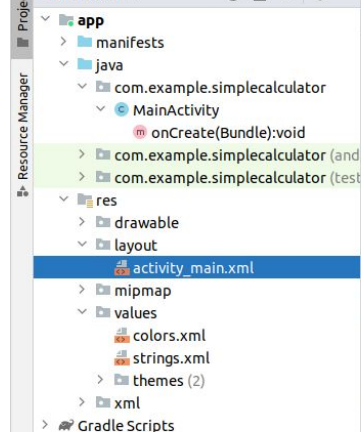 Proje
Resource Manager
app
manifests
java
com.example.simplecalculator
C MainActivity
m onCreate(Bundle):void
com.example.simplecalculator (and
com.example.simplecalculator (test
res
drawable
layout
activity_main.xml
mipmap
values
colors.xml
strings.xml
themes (2)
xml
Gradle Scripts